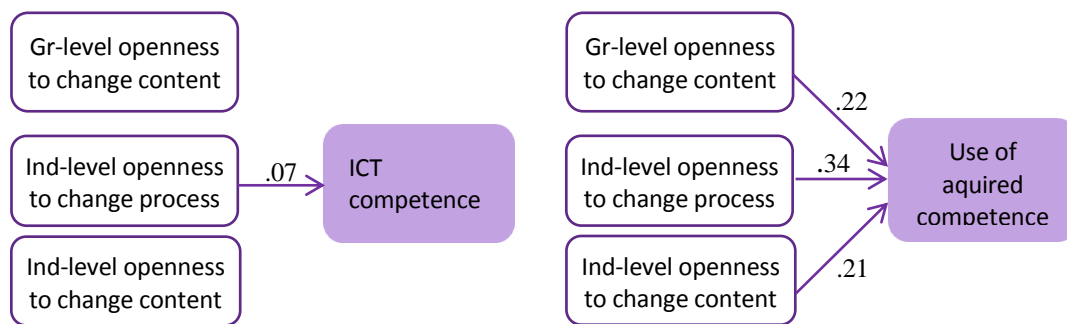 Gr-level openness
to change content
Ind-level openness
to change process
Ind-level openness
to change content
.07
ICT
competence
Gr-level openness
to change content
Ind-level openness
to change process
Ind-level openness
to change content
.22
.34
.21
Use of
aquired
competence